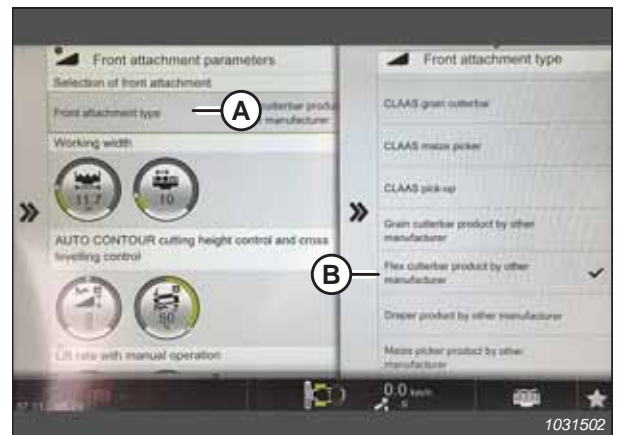 Front attachment parameters
Selection of front attachment
Front attachment type
cutterbar produ
manufacturer
A
Working width
11.7
10
AUTO CONTOUR cutting height control and cross
levelling control
50
Lift rate with manual operation
Front attachment type
CLAAS grain cutterbar
CLAAS maize picker
CLAAS pick-up
Grain cutterbar product by other
manufacturer
B
Flex cutterbar product by other
manufacturer
Draper product by other manufacturer
Maize picker product by other
manufacturer
0.0 km/h
1031502